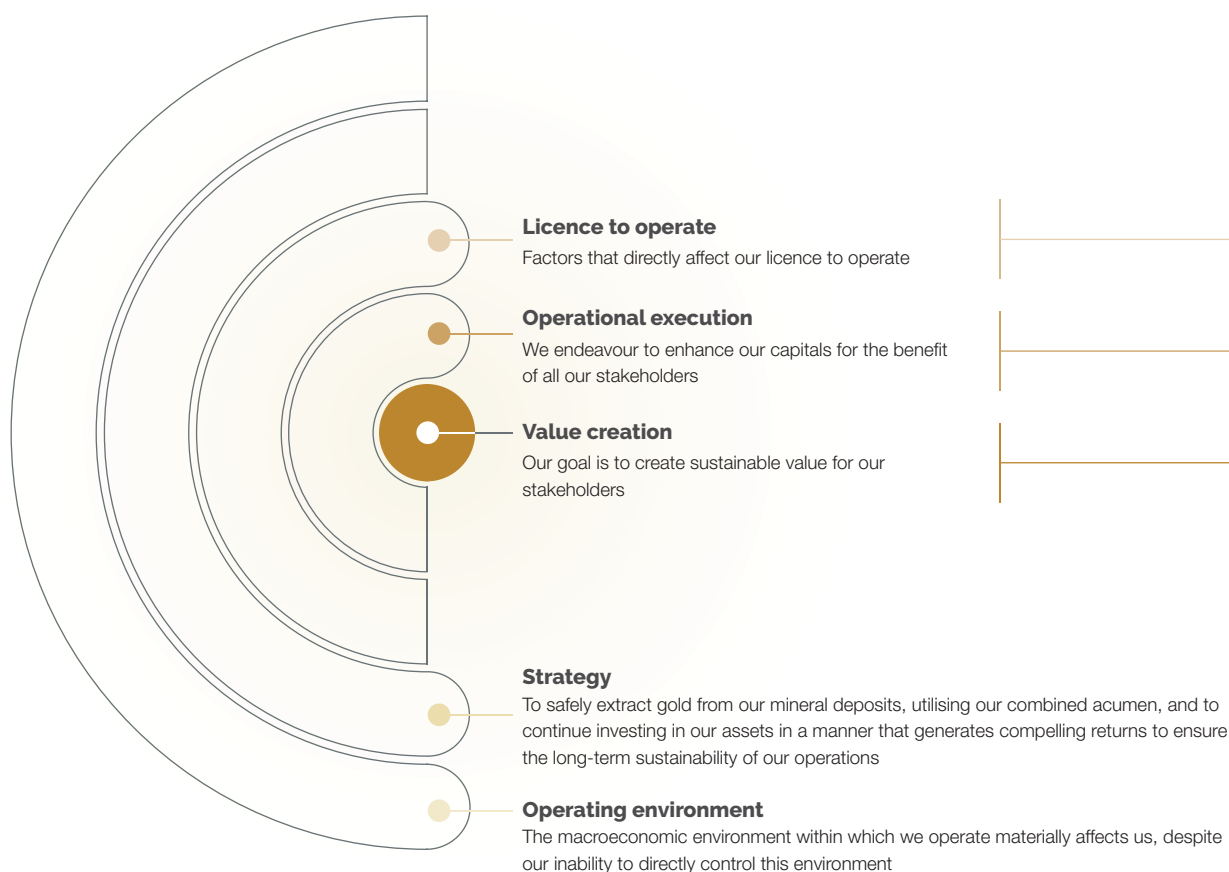 Licence to operate
Factors that directly affect our licence to operate
Operational execution
We endeavour to enhance our capitals for the benefit
of all our stakeholders
Value creation
Our goal is to create sustainable value for our
stakeholders
Strategy
To safely extract gold from our mineral deposits, utilising our combined acumen, and to
continue investing in our assets in a manner that generates compelling returns to ensure
the long-term sustainability of our operations
Operating environment
The macroeconomic environment within which we operate materially affects us, despite
our inability to directly control this environment